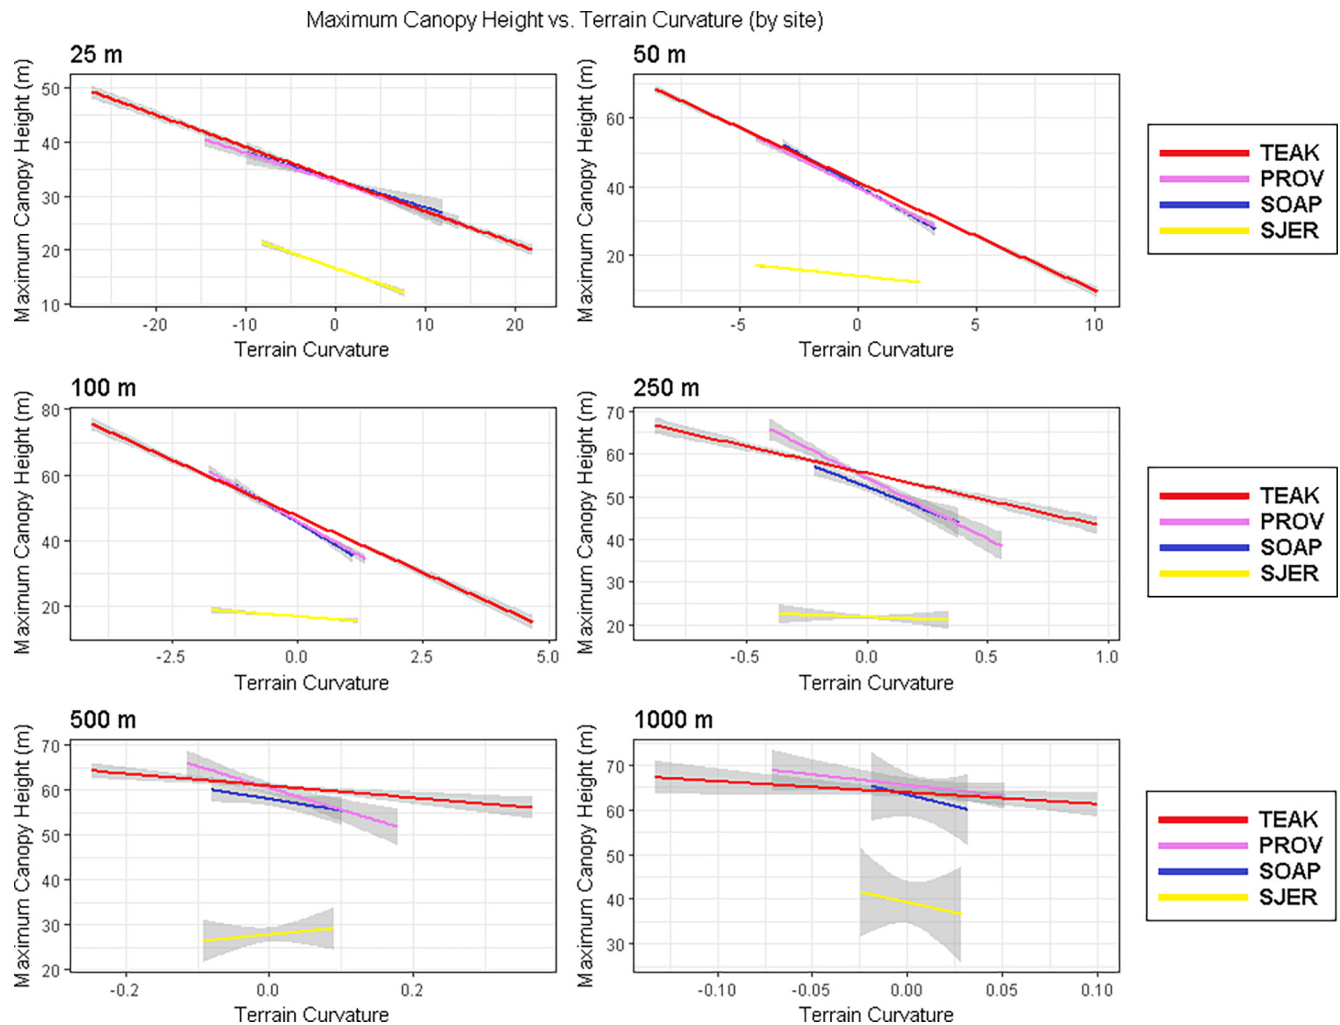 Maximum Canopy Height vs. Terrain Curvature (by site)
25 m
Maximum Canopy Height (m)
50
40
30
20
10
-20
-10
0
10
20
Terrain Curvature
50 m
Maximum Canopy Height (m)
60
40
20
-5
0
5
10
Terrain Curvature
TEAK
PROV
SOAP
SJER
100 m
Maximum Canopy Height (m)
80
60
40
20
-2.5
0.0
2.5
5.0
Terrain Curvature
250 m
Maximum Canopy Height (m)
70
60
50
40
30
20
-0.5
0.0
0.5
1.0
Terrain Curvature
TEAK
PROV
SOAP
SJER
500 m
Maximum Canopy Height (m)
70
60
50
40
30
20
-0.2
0.0
0.2
Terrain Curvature
1000 m
Maximum Canopy Height (m)
70
60
50
40
30
-0.10
-0.05
0.00
0.05
0.10
Terrain Curvature
TEAK
PROV
SOAP
SJER